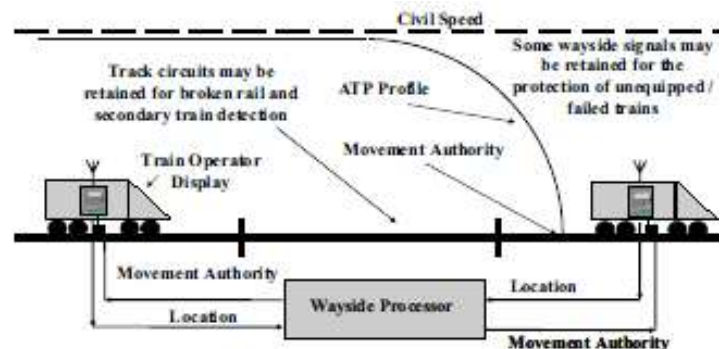 Civil Speed
Track circuits may be
retained for broken rail and
secondary train detection
ATP Profile
Some wayside signals may
be retained for the
protection of unequipped /
failed trains
Movement Authority
Train Operator
Display
Movement Authority
Location
Wayside Processor
Location
Movement Authority